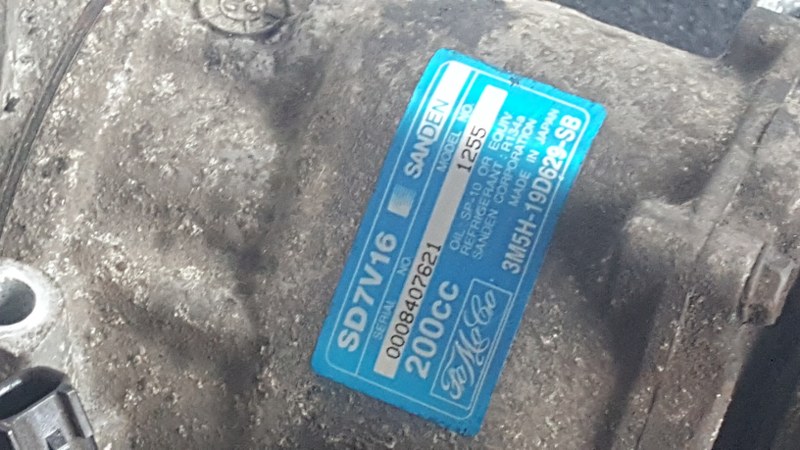 SD7V16 SANDEN
SERIAL NO. MODEL NO.
0008407621 1255
200CC OIL SP-10 OR EQUIV
REFRIGERANT : R134a
SANDEN CORPORATION
MADE IN JAPAN
FoMoCo 3M5H-19D629-SB